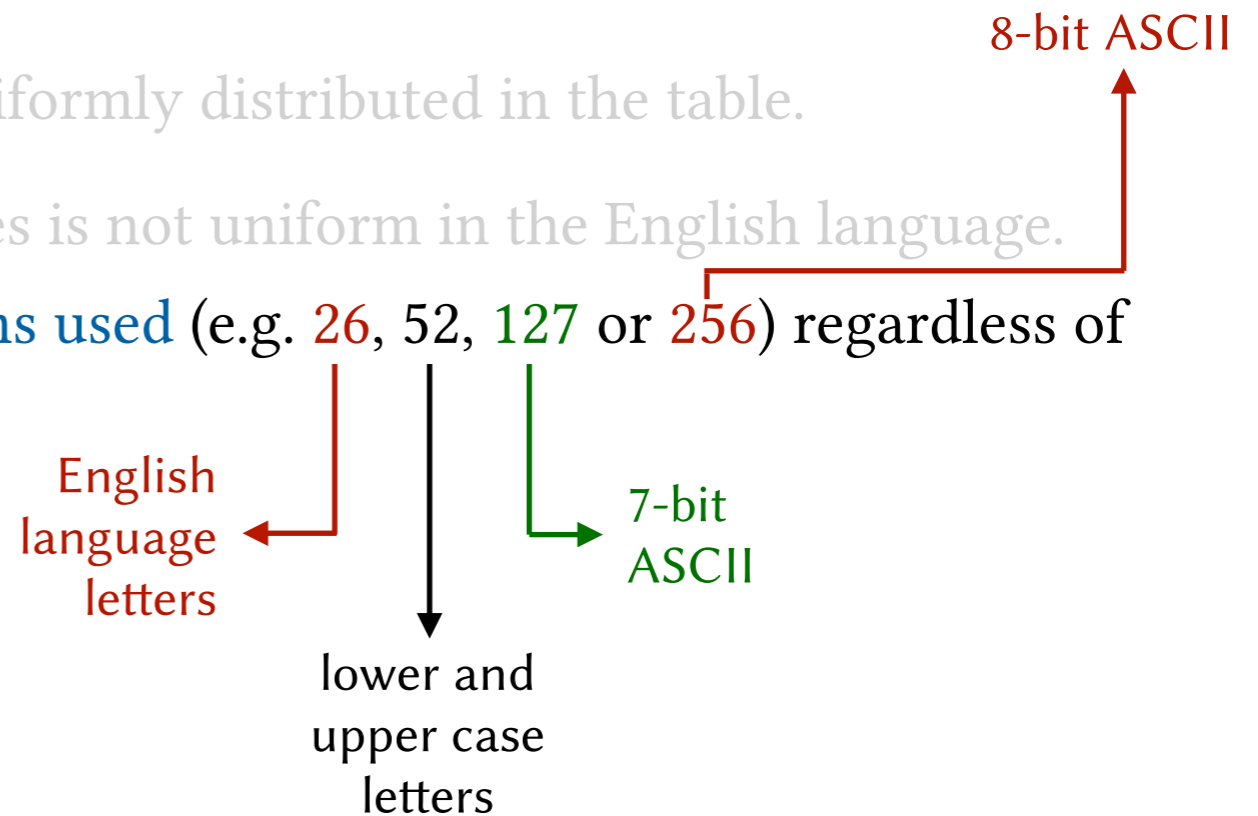 8-bit ASCII
iformly distributed in the table.
es is not uniform in the English language.
ns used (e.g. 26, 52, 127 or 256) regardless of
English
language
letters
7-bit
ASCII
lower and
upper case
letters